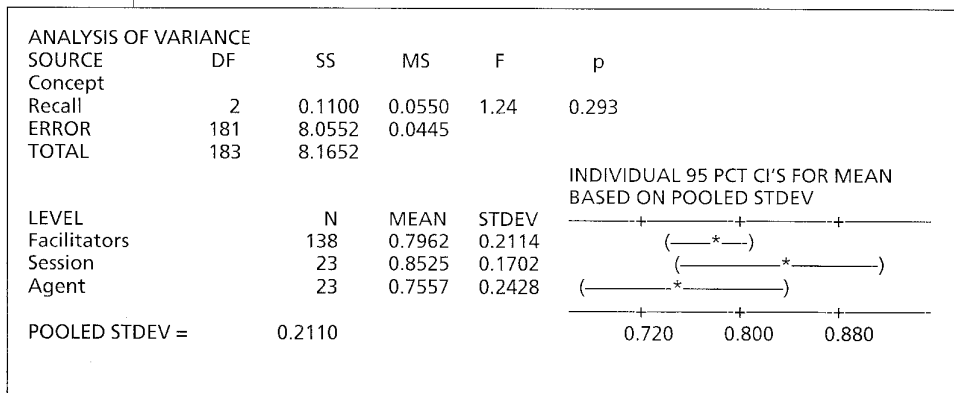 ANALYSIS OF VARIANCE
SOURCE DF SS MS F p
Concept
Recall 2 0.1100 0.0550 1.24 0.293
ERROR 181 8.0552 0.0445
TOTAL 183 8.1652
INDIVIDUAL 95 PCT CI'S FOR MEAN
BASED ON POOLED STDEV
LEVEL N MEAN STDEV
Facilitators 138 0.7962 0.2114
Session 23 0.8525 0.1702
Agent 23 0.7557 0.2428
POOLED STDEV = 0.2110 0.720 0.800 0.880